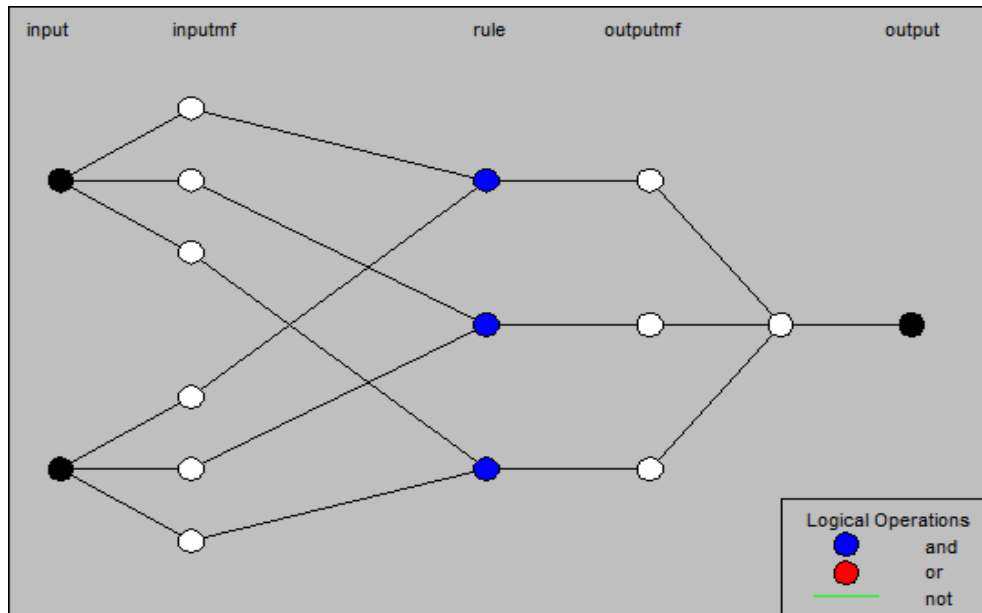 input inputmf rule outputmf output
Logical Operations
and
or
not